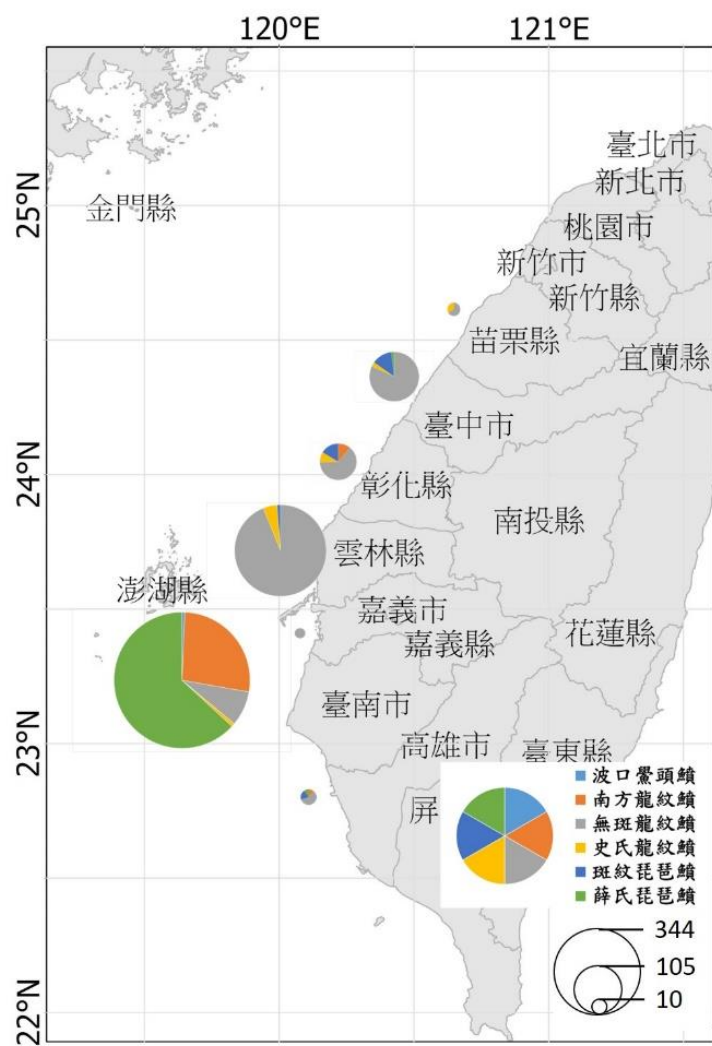 120°E
121°E
臺北市
新北市
25°N
金門縣
桃園市
新竹市
新竹縣
苗栗縣
宜蘭縣
臺中市
24°N
彰化縣
南投縣
雲林縣
澎湖縣
嘉義市
花蓮縣
嘉義縣
臺南市
23°N
高雄市
臺東縣
屏
波口鱟頭鱝
南方龍紋鱝
無斑龍紋鱝
史氏龍紋鱝
斑紋琵琶鱝
薛氏琵琶鱝
344
105
10
22°N